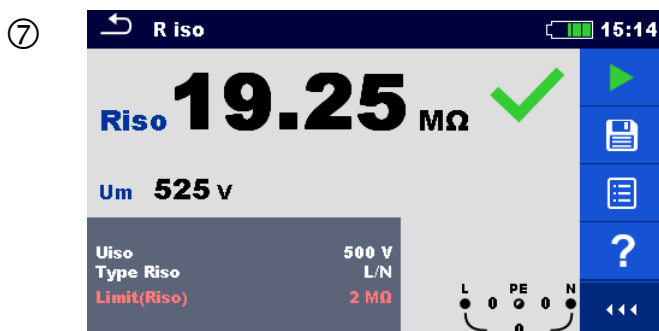 ⑦
R iso 15:14
Riso 19.25 MΩ
Um 525 V
Uiso 500 V
Type Riso L/N
Limit(Riso) 2 MΩ
?
L PE N
0 0
0